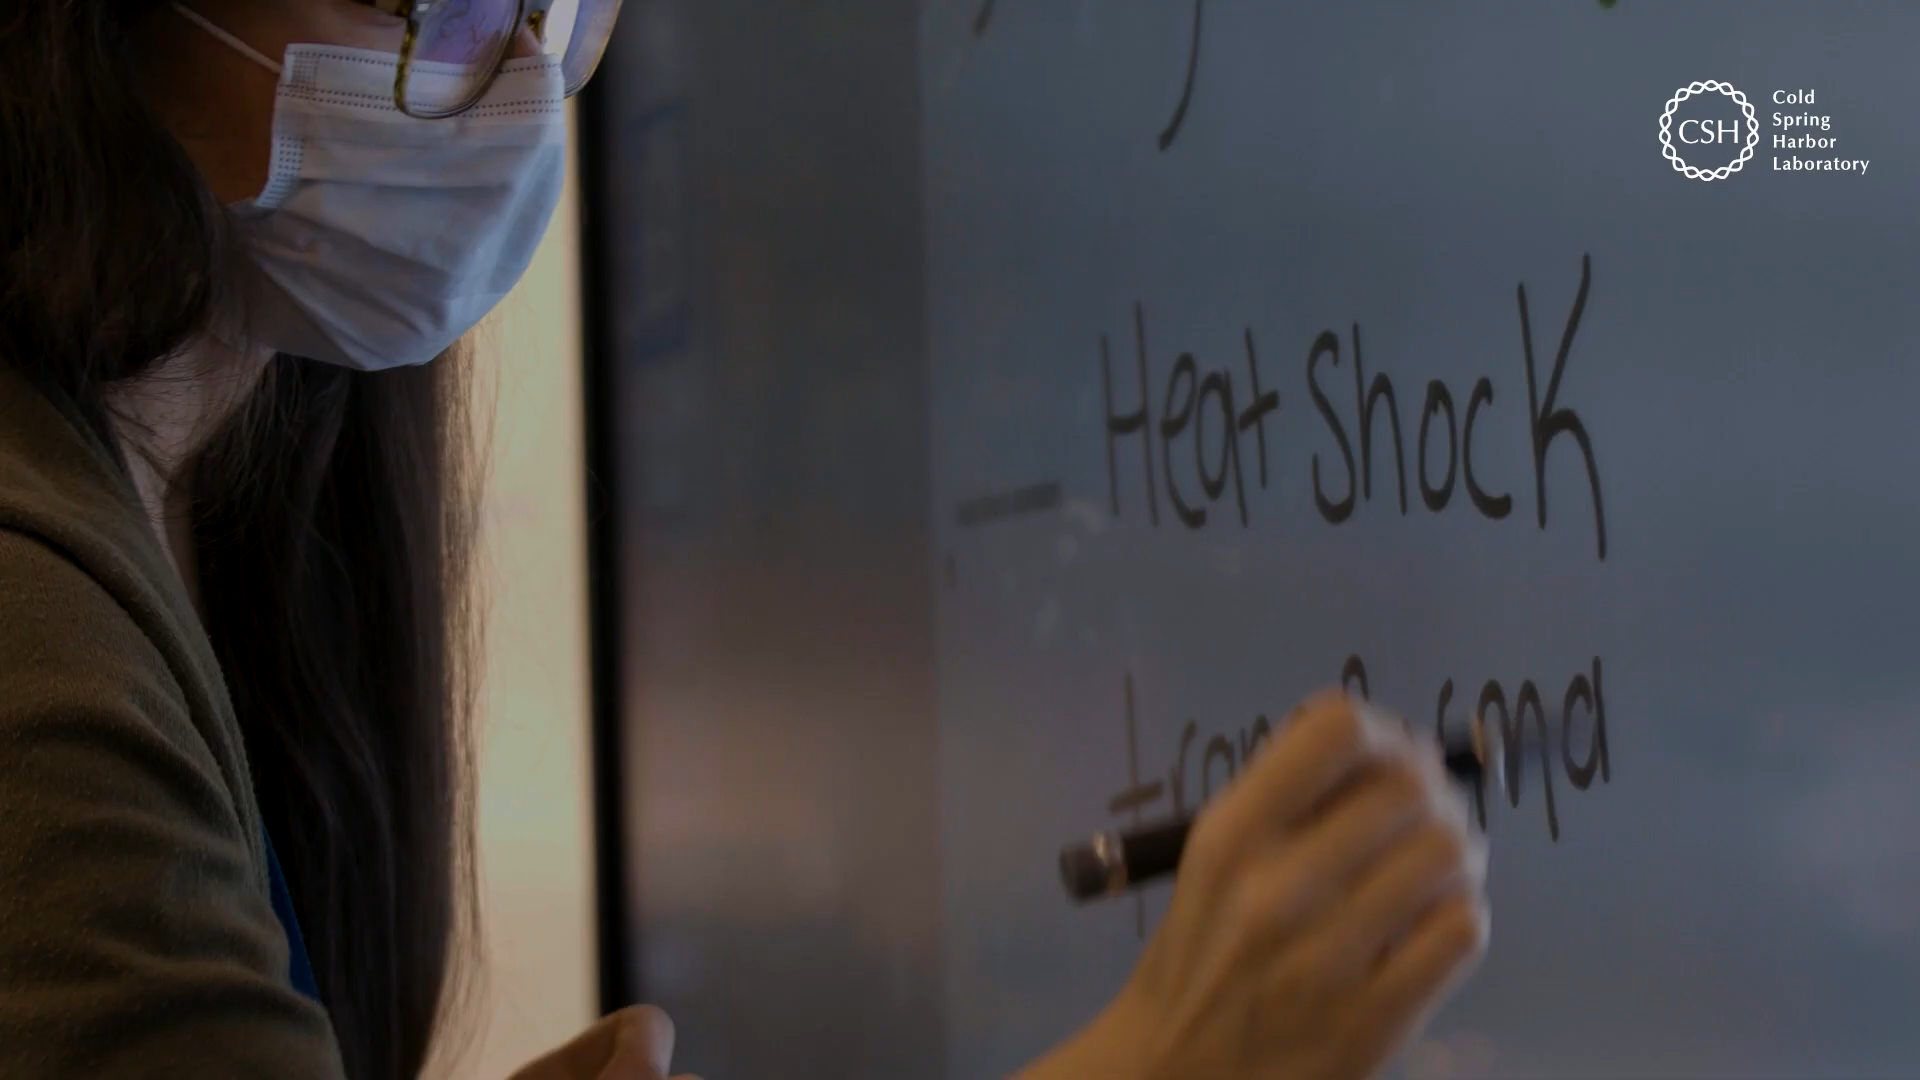 CSH
Cold
Spring
Harbor
Laboratory
Heat Shock